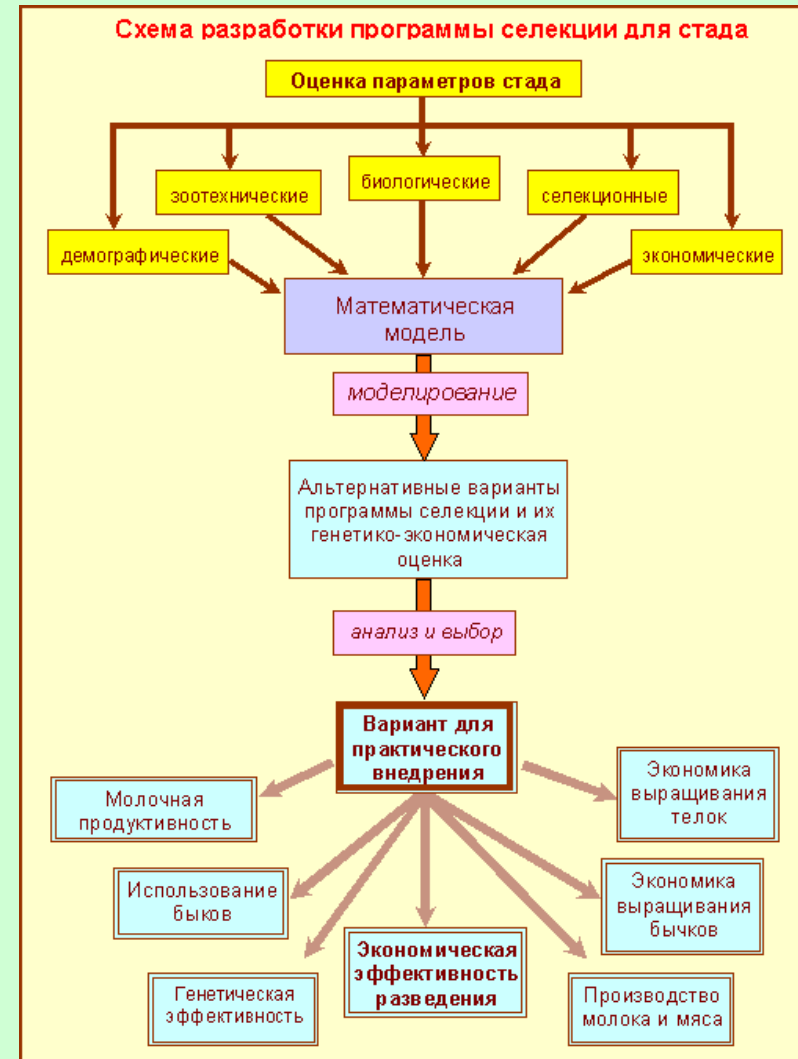 Схема разработки программы селекции для стада
Оценка параметров стада
биологические
зоотехнические
селекционные
демографические
экономические
Математическая
модель
моделирование
Альтернативные варианты
программы селекции и их
генетико-экономическая
оценка
анализ и выбор
Вариант для
практического
внедрения
Молочная
продуктивность
Экономика
выращивания
телок
Использование
быков
Экономика
выращивания
бычков
Генетическая
эффективность
Экономическая
эффективность
разведения
Производство
молока и мяса